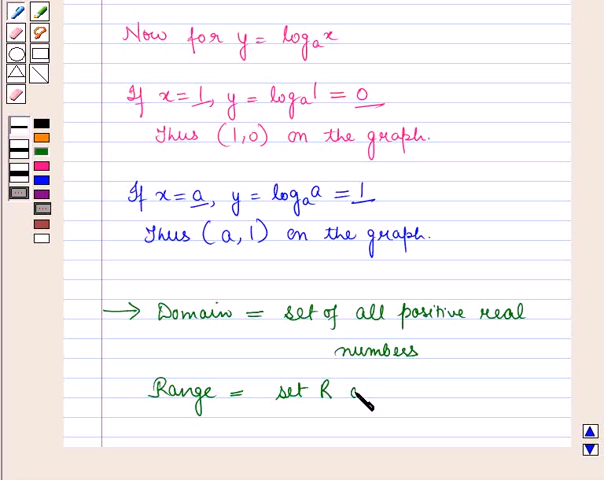 Now for y = logₐx
If x = 1, y = logₐ1 = 0
Thus (1,0) on the graph.
If x = a, y = logₐa = 1
Thus (a, 1) on the graph.
→ Domain = set of all positive real
numbers
Range = set R